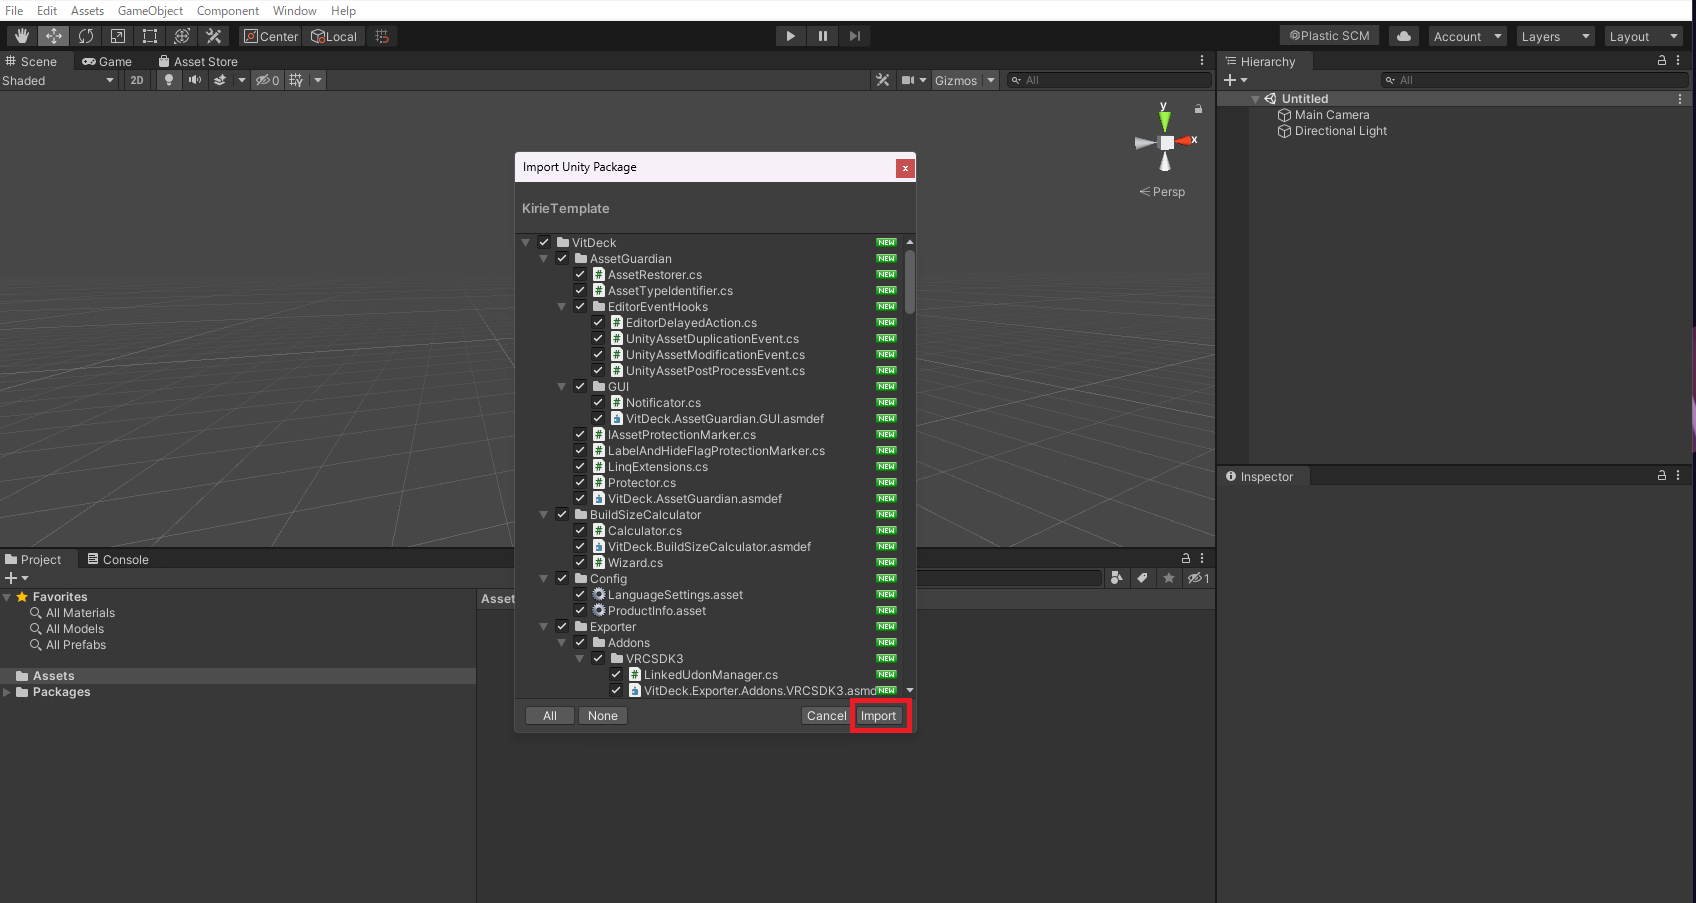 File Edit Assets GameObject Component Window Help
Center Local Plastic SCM Account Layers Layout
Scene Game Asset Store
Shaded 2D 0 Gizmos All
y
x
Persp
Hierarchy
All
Untitled
Main Camera
Directional Light
Inspector
Import Unity Package x
KirieTemplate
VitDeck NEW
AssetGuardian NEW
AssetRestorer.cs NEW
AssetTypeIdentifier.cs NEW
EditorEventHooks NEW
EditorDelayedAction.cs NEW
UnityAssetDuplicationEvent.cs NEW
UnityAssetModificationEvent.cs NEW
UnityAssetPostProcessEvent.cs NEW
GUI NEW
Notificator.cs NEW
VitDeck.AssetGuardian.GUI.asmdef NEW
IAssetProtectionMarker.cs NEW
LabelAndHideFlagProtectionMarker.cs NEW
LinqExtensions.cs NEW
Protector.cs NEW
VitDeck.AssetGuardian.asmdef NEW
BuildSizeCalculator NEW
Calculator.cs NEW
VitDeck.BuildSizeCalculator.asmdef NEW
Wizard.cs NEW
Config NEW
LanguageSettings.asset NEW
ProductInfo.asset NEW
Exporter NEW
Addons NEW
VRCSDK3 NEW
LinkedUdonManager.cs NEW
VitDeck.Exporter.Addons.VRCSDK3.asmd NEW
All None Cancel Import
Project Console
1
Favorites
All Materials
All Models
All Prefabs
Assets
Packages
Asset